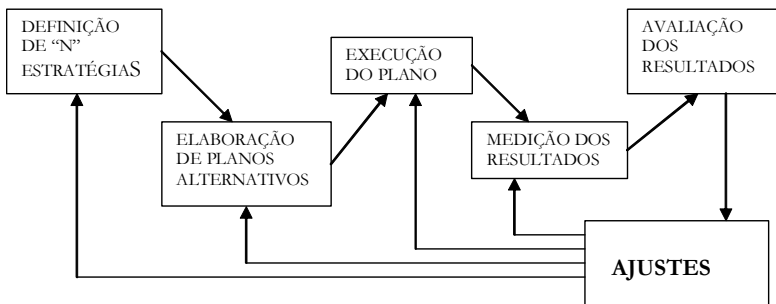 DEFINIÇÃO
DE “N”
ESTRATÉGIAS
ELABORAÇÃO
DE PLANOS
ALTERNATIVOS
EXECUÇÃO
DO PLANO
MEDIÇÃO DOS
RESULTADOS
AVALIAÇÃO
DOS
RESULTADOS
AJUSTES